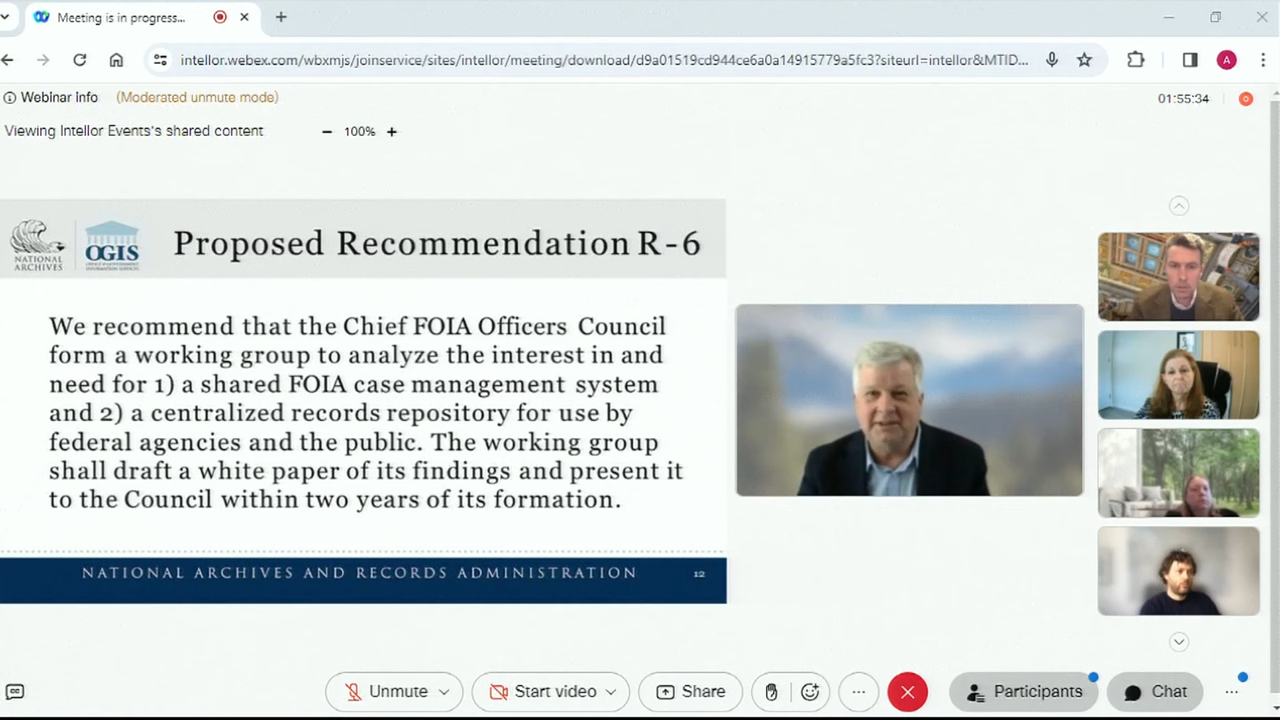 Meeting is in progress...
intellor.webex.com/wbxmjs/joinservice/sites/intellor/meeting/download/d9a01519cd944ce6a0a14915779a5fc3?siteurl=intellor&MTID...
A
Webinar info (Moderated unmute mode)
01:55:34
Viewing Intellor Events's shared content
100%
NATIONAL
ARCHIVES
OGIS
Proposed Recommendation R-6
We recommend that the Chief FOIA Officers Council
form a working group to analyze the interest in and
need for 1) a shared FOIA case management system
and 2) a centralized records repository for use by
federal agencies and the public. The working group
shall draft a white paper of its findings and present it
to the Council within two years of its formation.
NATIONAL ARCHIVES AND RECORDS ADMINISTRATION
12
Unmute
Start video
Share
Participants
Chat